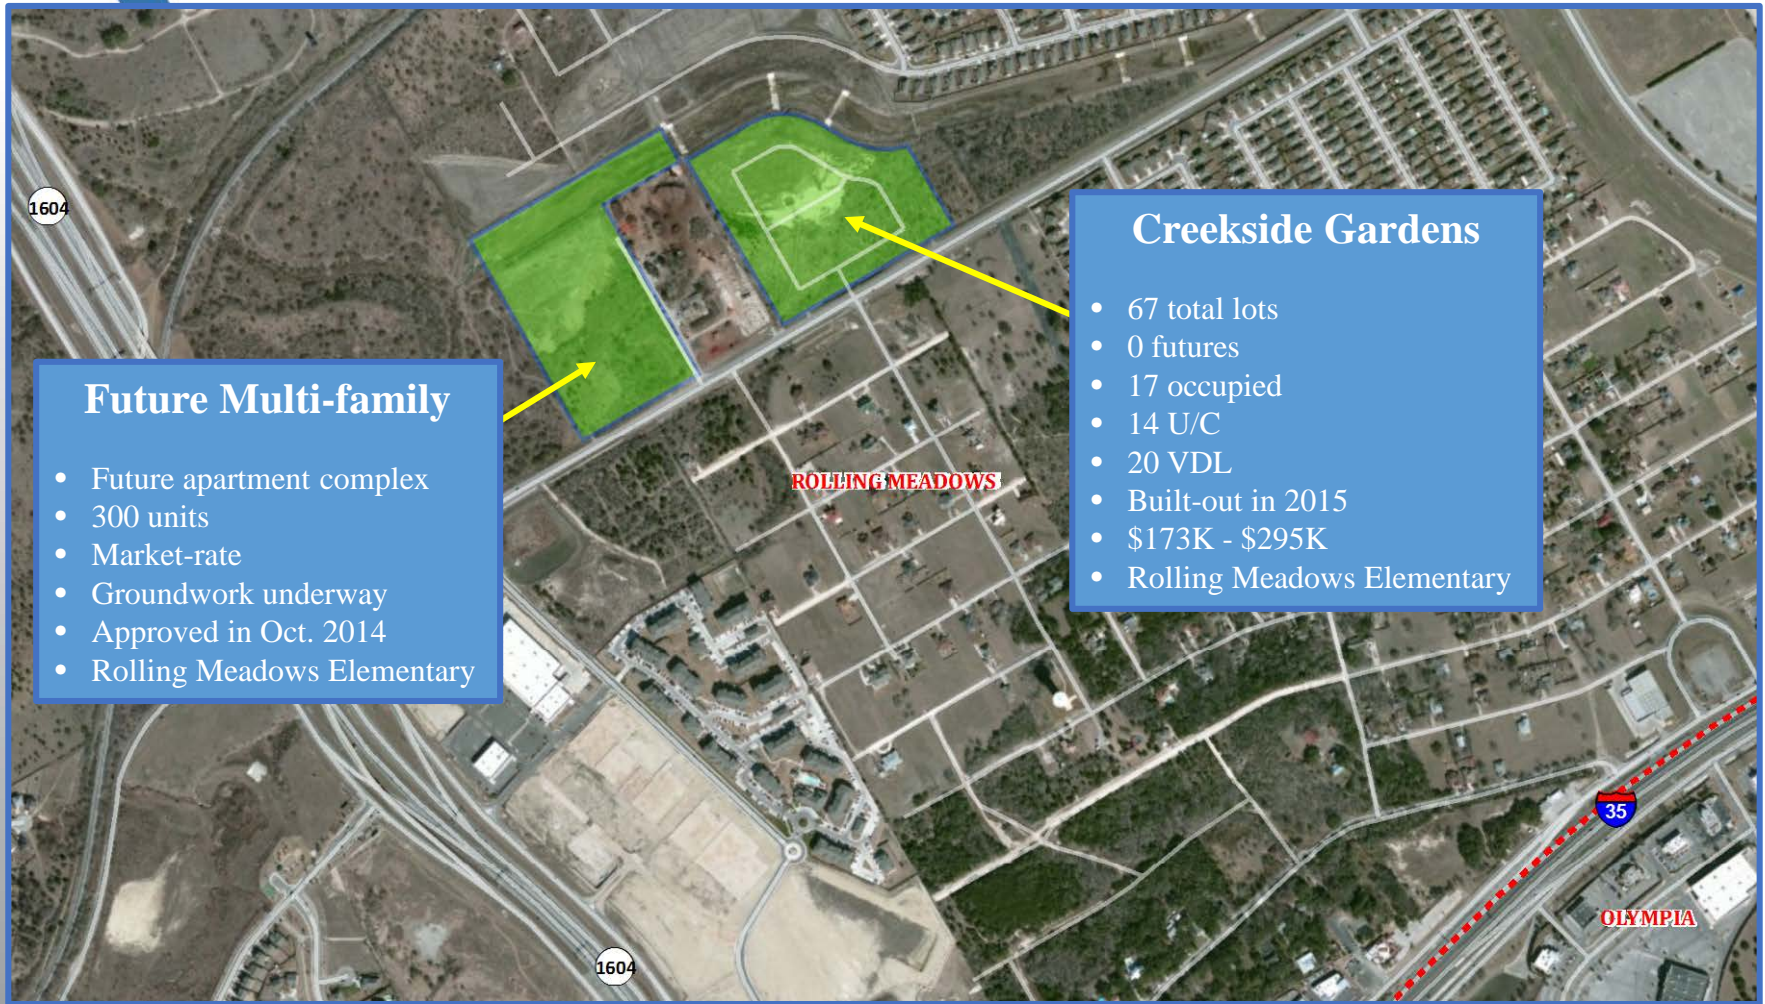 1604
Future Multi-family
• Future apartment complex
• 300 units
• Market-rate
• Groundwork underway
• Approved in Oct. 2014
• Rolling Meadows Elementary
Creekside Gardens
• 67 total lots
• 0 futures
• 17 occupied
• 14 U/C
• 20 VDL
• Built-out in 2015
• $173K - $295K
• Rolling Meadows Elementary
ROLLING MEADOWS
35
OLYMPIA
1604